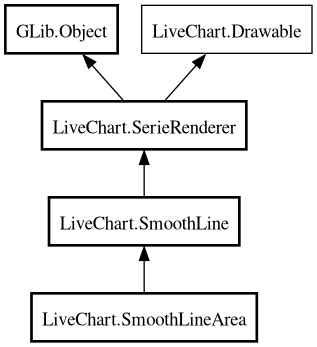 GLib.Object
LiveChart.Drawable
LiveChart.SerieRenderer
LiveChart.SmoothLine
LiveChart.SmoothLineArea